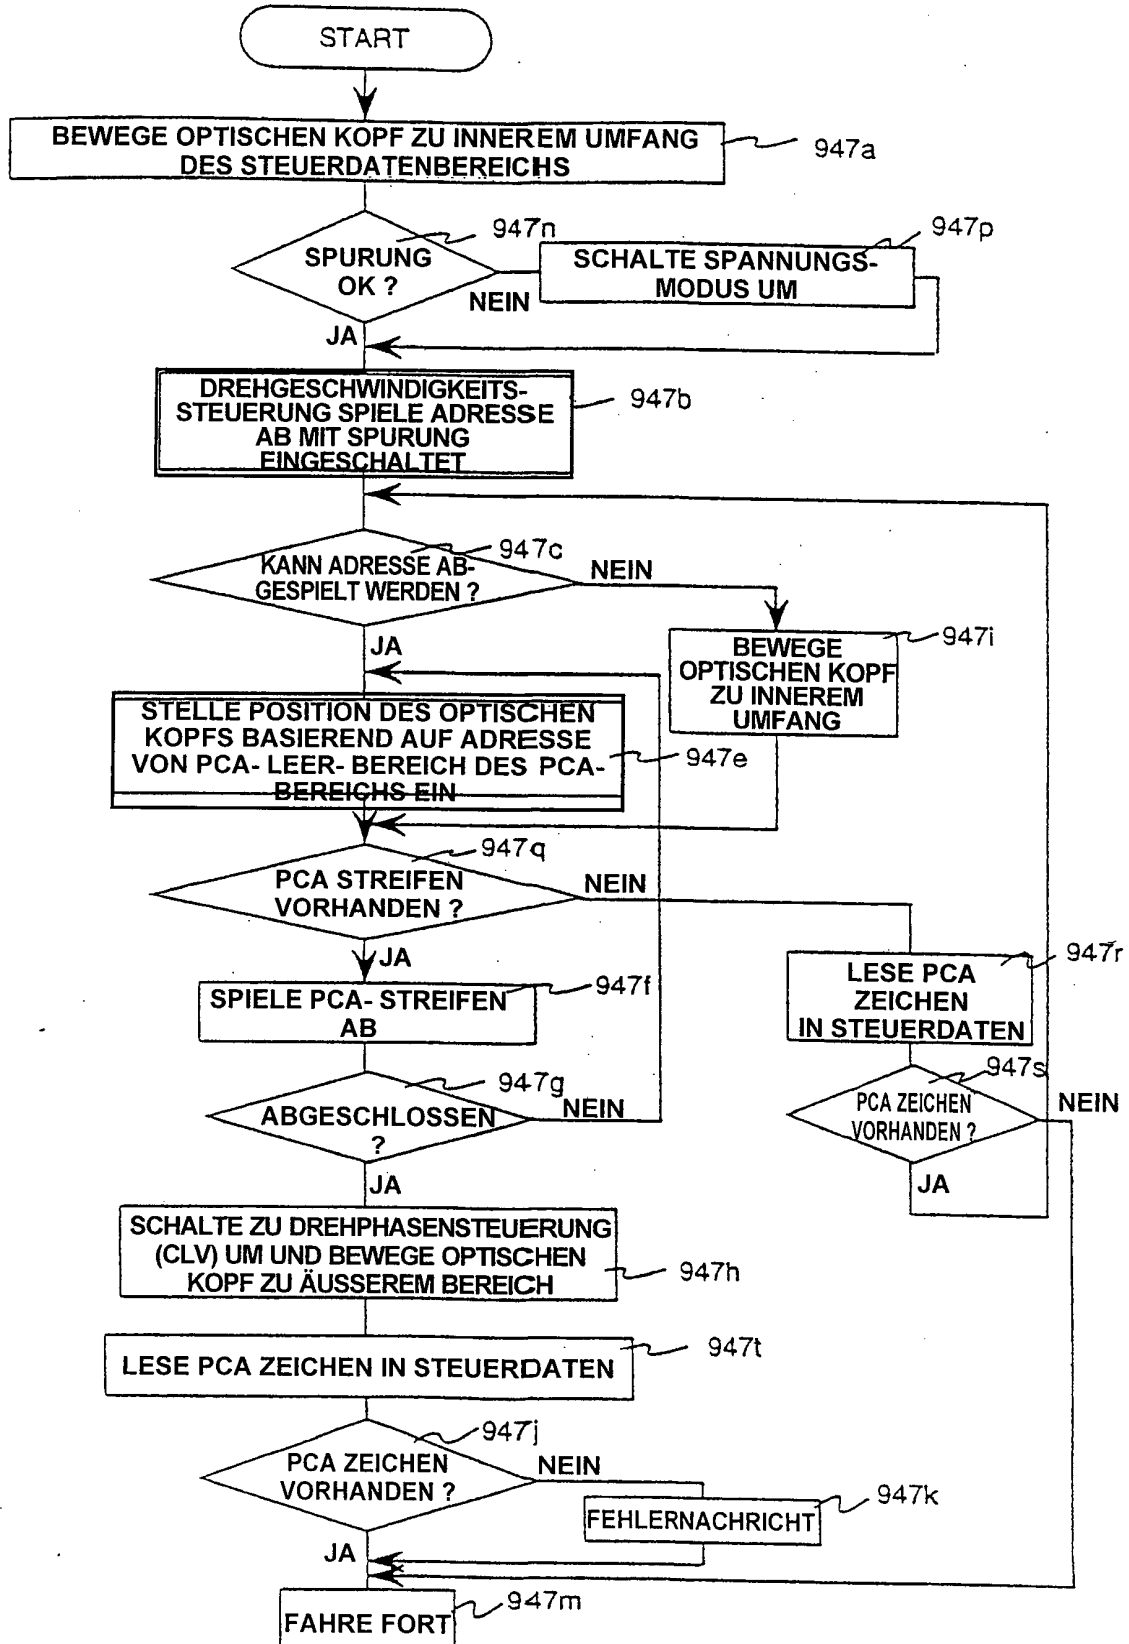 START
BEWEGE OPTISCHEN KOPF ZU INNEREM UMFANG
DES STEUERDATENBEREICHS
947a
947n
SPURUNG
OK ?
NEIN
JA
947p
SCHALTE SPANNUNGS-
MODUS UM
DREHGESCHWINDIGKEITS-
STEUERUNG SPIELE ADRESSE
AB MIT SPURUNG
EINGESCHALTET
947b
947c
KANN ADRESSE AB-
GESPIELT WERDEN ?
NEIN
JA
947i
BEWEGE
OPTISCHEN KOPF
ZU INNEREM
UMFANG
STELLE POSITION DES OPTISCHEN
KOPFS BASIEREND AUF ADRESSE
VON PCA- LEER- BEREICH DES PCA-
BEREICHS EIN
947e
947q
PCA STREIFEN
VORHANDEN ?
NEIN
JA
947r
LESE PCA
ZEICHEN
IN STEUERDATEN
SPIELE PCA- STREIFEN
AB
947f
947g
ABGESCHLOSSEN
?
NEIN
JA
947s
PCA ZEICHEN
VORHANDEN ?
NEIN
JA
SCHALTE ZU DREHPHASENSTEUERUNG
(CLV) UM UND BEWEGE OPTISCHEN
KOPF ZU ÄUSSEREM BEREICH
947h
LESE PCA ZEICHEN IN STEUERDATEN
947t
947j
PCA ZEICHEN
VORHANDEN ?
NEIN
JA
947k
FEHLERNACHRICHT
947m
FAHRE FORT